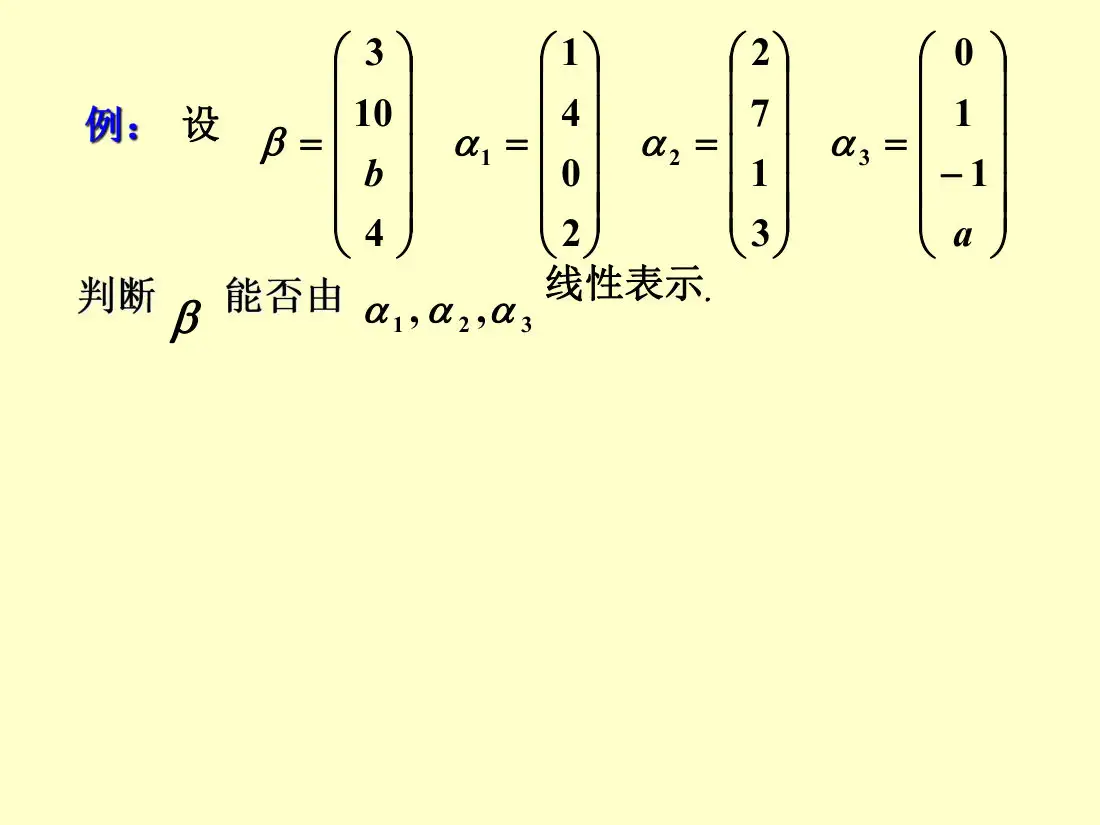 例： 设 β = (3 10 b 4) α1 = (1 4 0 2) α2 = (2 7 1 3) α3 = (0 1 −1 a)
判断 β 能否由 α1, α2, α3 线性表示.